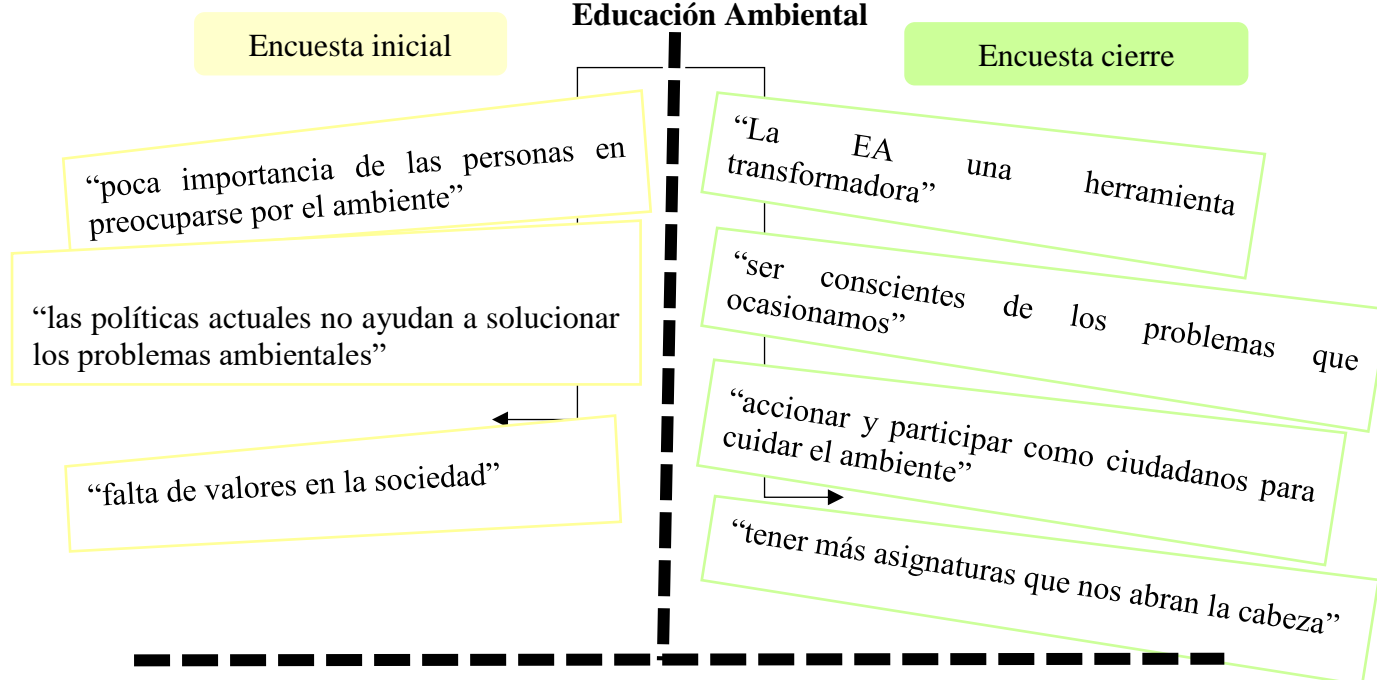 Educación Ambiental
Encuesta inicial
“poca importancia de las personas en
preocuparse por el ambiente”
“las políticas actuales no ayudan a solucionar
los problemas ambientales”
“falta de valores en la sociedad”
Encuesta cierre
“La EA una herramienta
transformadora”
“ser conscientes de los problemas que
ocasionamos”
“accionar y participar como ciudadanos para
cuidar el ambiente”
“tener más asignaturas que nos abran la cabeza”